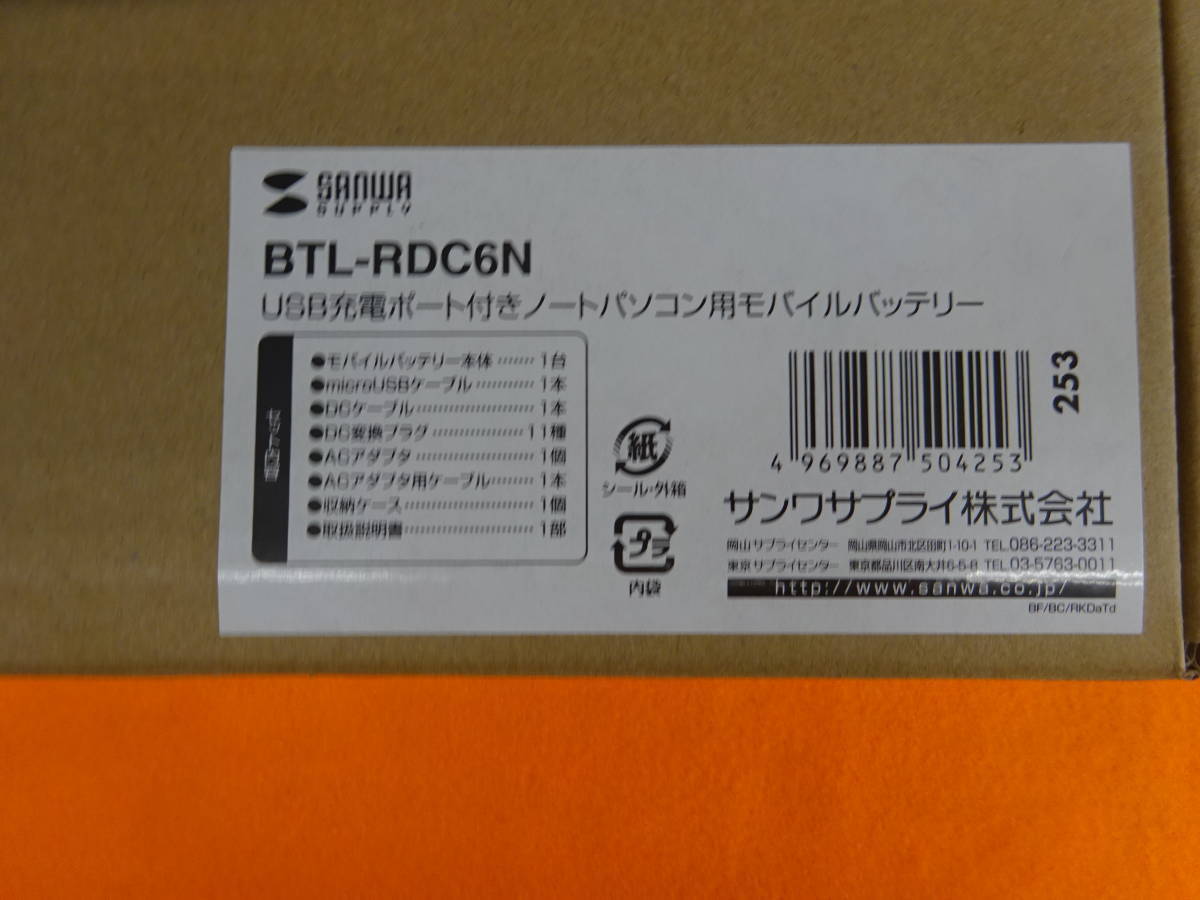 SANWA
SUPPLY
BTL-RDC6N
USB充電ポート付きノートパソコン用モバイルバッテリー
●モバイルバッテリー本体……1台
●microUSBケーブル……1本
●DCケーブル……1本
●DC変換プラグ……11種
●ACアダプタ……1個
●ACアダプタ用ケーブル……1本
●収納ケース……1個
●取扱説明書……1部
紙
シール・外箱
プラ
内袋
253
4 969887 504253
サンワサプライ株式会社
岡山サプライセンター 岡山県岡山市北区田町1-10-1 TEL.086-223-3311
東京サプライセンター 東京都品川区南大井6-5-8 TEL.03-5763-0011
http://www.sanwa.co.jp/
BF/BC/RKDaTd